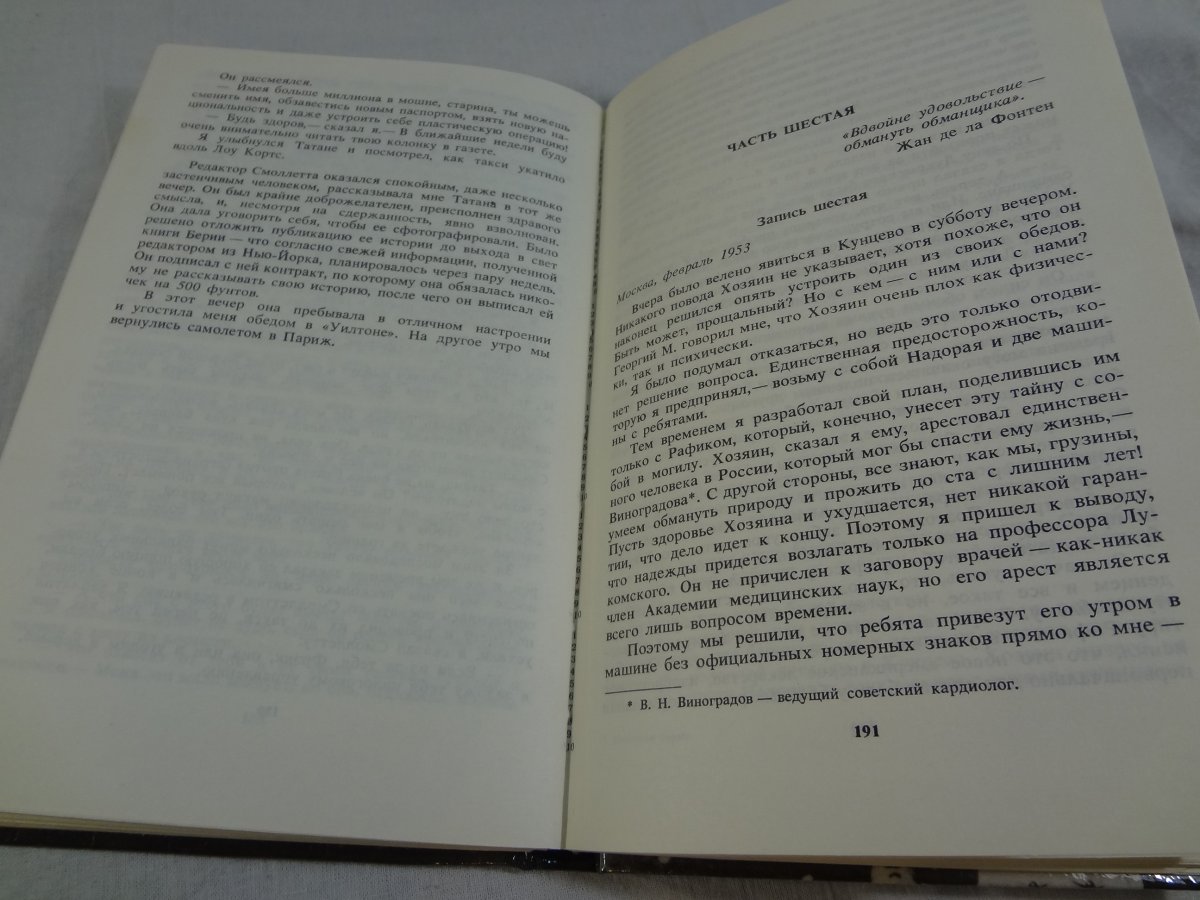 Он рассмеялся.
— Имея больше миллиона в мошне, старина, ты можешь
сменить имя, обзавестись новым паспортом, взять новую на-
циональность и даже устроить себе пластическую операцию!
— Будь здоров,— сказал я.— В ближайшие недели буду
очень внимательно читать твою колонку в газете.
Я улыбнулся Татане и посмотрел, как такси укатило
вдоль Лоу Кортс.
Редактор Смоллетта оказался спокойным, даже несколько
застенчивым человеком, рассказывала мне Татана в тот же
вечер. Он был крайне доброжелателен, преисполнен здравого
смысла, и, несмотря на сдержанность, явно взволнован.
Она дала уговорить себя, чтобы ее сфотографировали. Было
решено отложить публикацию ее истории до выхода в свет
книги Берии — что согласно свежей информации, полученной
редактором из Нью-Йорка, планировалось через пару недель.
Он подписал с ней контракт, по которому она обязалась нико-
му не рассказывать свою историю, после чего он выписал ей
чек на 500 фунтов.
В этот вечер она пребывала в отличном настроении
и угостила меня обедом в «Уилтоне». На другое утро мы
вернулись самолетом в Париж.
ЧАСТЬ ШЕСТАЯ
«Вдвойне удовольствие —
обмануть обманщика».
Жан де ла Фонтен
Запись шестая
Москва, февраль 1953
Вчера было велено явиться в Кунцево в субботу вечером.
Никакого повода Хозяин не указывает, хотя похоже, что он
наконец решился опять устроить один из своих обедов.
Быть может, прощальный? Но с кем — с ним или с нами?
Георгий М. говорил мне, что Хозяин очень плох как физичес-
ки, так и психически.
Я было подумал отказаться, но ведь это только отодви-
нет решение вопроса. Единственная предосторожность, ко-
торую я предпринял,— возьму с собой Надорая и две маши-
ны с ребятами.
Тем временем я разработал свой план, поделившись им
только с Рафиком, который, конечно, унесет эту тайну с со-
бой в могилу. Хозяин, сказал я ему, арестовал единствен-
ного человека в России, который мог бы спасти ему жизнь,—
Виноградова*. С другой стороны, все знают, как мы, грузины,
умеем обмануть природу и прожить до ста с лишним лет!
Пусть здоровье Хозяина и ухудшается, нет никакой гаран-
тии, что дело идет к концу. Поэтому я пришел к выводу,
что надежды придется возлагать только на профессора Лу-
комского. Он не причислен к заговору врачей — как-никак
член Академии медицинских наук, но его арест является
всего лишь вопросом времени.
Поэтому мы решили, что ребята привезут его утром в
машине без официальных номерных знаков прямо ко мне —
* В. Н. Виноградов — ведущий советский кардиолог.
191